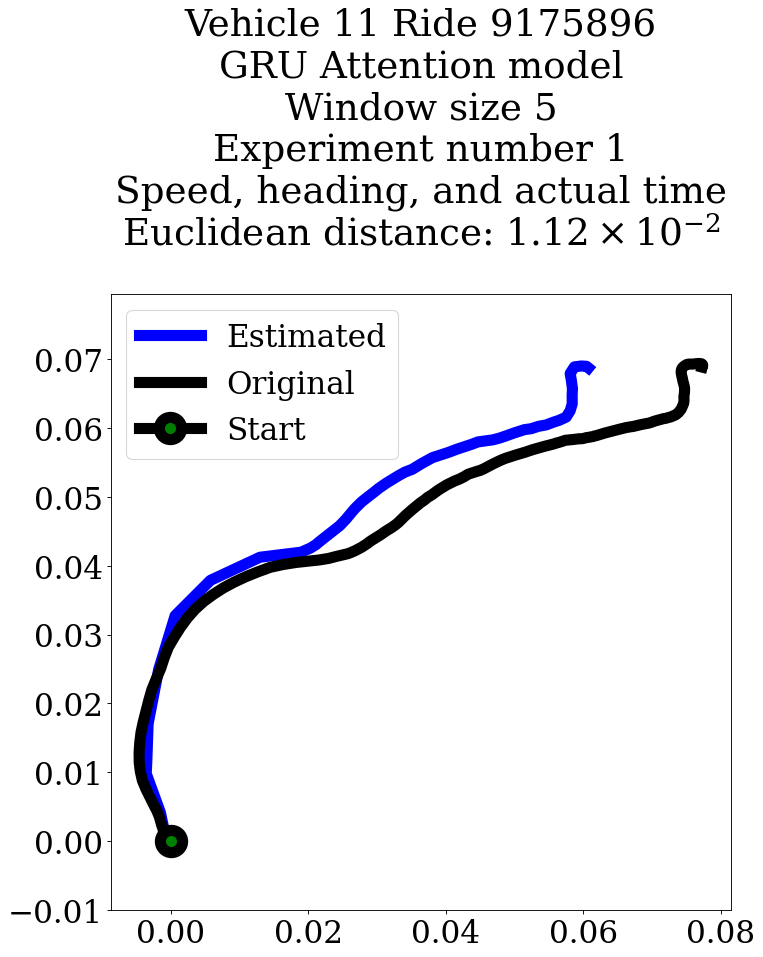 Vehicle 11 Ride 9175896
GRU Attention model
Window size 5
Experiment number 1
Speed, heading, and actual time
Euclidean distance: 1.12 × 10⁻²
Estimated
Original
Start
0.07
0.06
0.05
0.04
0.03
0.02
0.01
0.00
−0.01
0.00 0.02 0.04 0.06 0.08